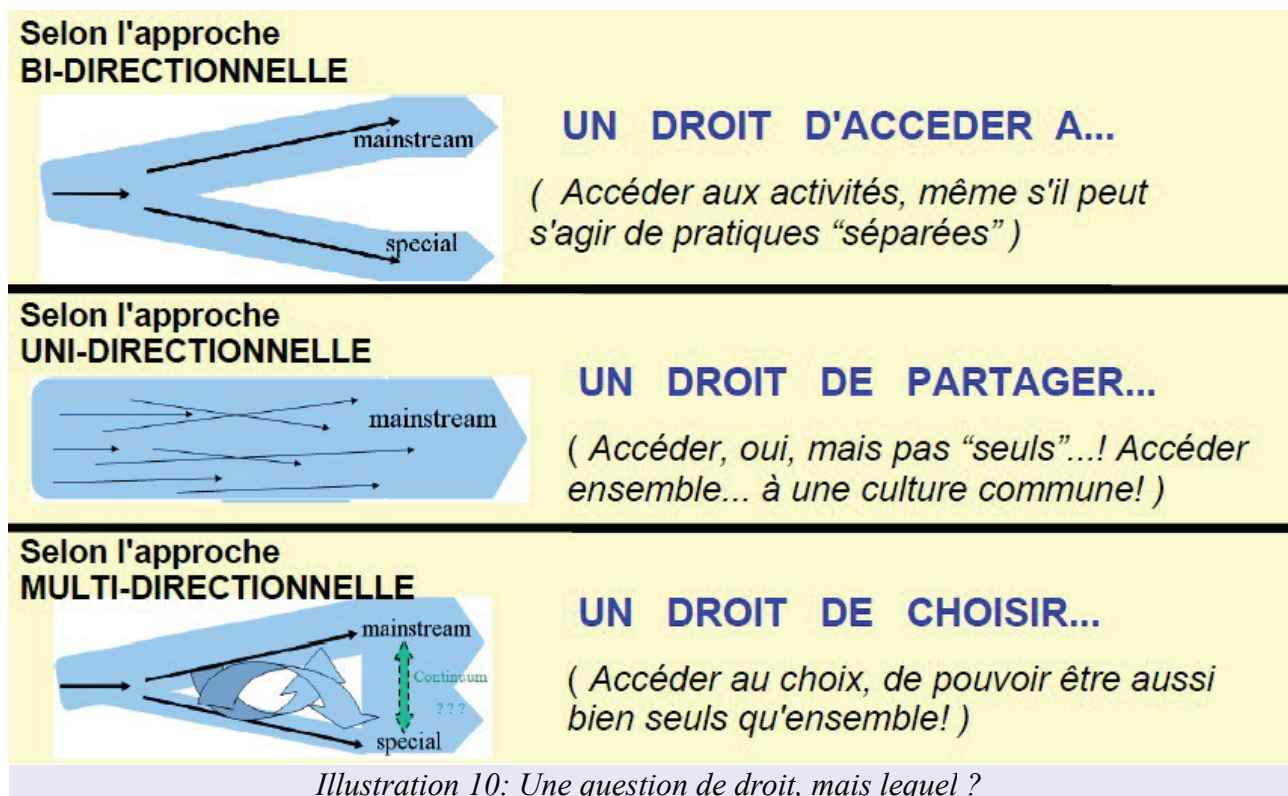 Selon l'approche
BI-DIRECTIONNELLE
mainstream
special
UN DROIT D'ACCEDER A...
( Accéder aux activités, même s'il peut
s'agir de pratiques “séparées” )
Selon l'approche
UNI-DIRECTIONNELLE
mainstream
UN DROIT DE PARTAGER...
( Accéder, oui, mais pas “seuls”...! Accéder
ensemble... à une culture commune! )
Selon l'approche
MULTI-DIRECTIONNELLE
mainstream
Continuum
???
special
UN DROIT DE CHOISIR...
( Accéder au choix, de pouvoir être aussi
bien seuls qu'ensemble! )
Illustration 10: Une question de droit, mais lequel ?